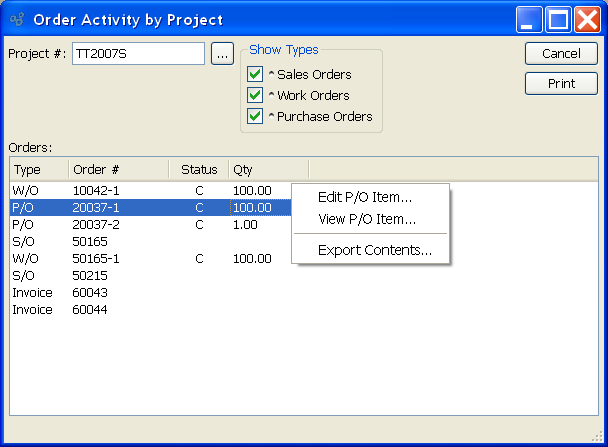 Order Activity by Project
Project #: TT2007S ...
Show Types
^ Sales Orders
^ Work Orders
^ Purchase Orders
Cancel
Print
Orders:
Type Order # Status Qty
W/O 10042-1 C 100.00
P/O 20037-1 C 100.00
P/O 20037-2 C 1.00
S/O 50165
W/O 50165-1 C 100.00
S/O 50215
Invoice 60043
Invoice 60044
Edit P/O Item...
View P/O Item...
Export Contents...